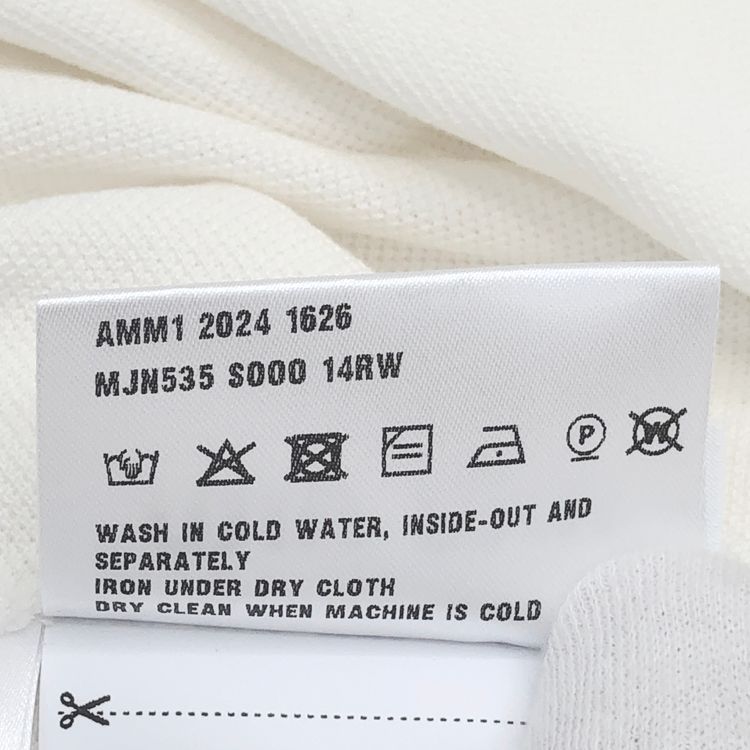 AMM1 2024 1626
MJN535 S000 14RW
P W
WASH IN COLD WATER, INSIDE-OUT AND
SEPARATELY
IRON UNDER DRY CLOTH
DRY CLEAN WHEN MACHINE IS COLD